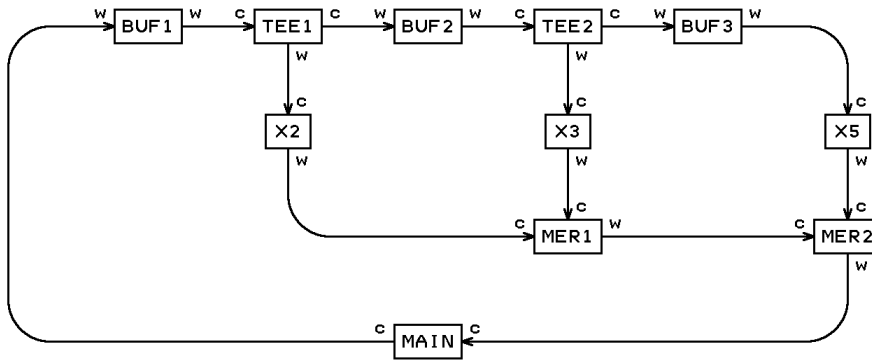 W BUF1 W C TEE1 C W BUF2 W C TEE2 C W BUF3 W
W W
C C C
X2 X3 X5
W W W
C C
C MER1 W C MER2
W
C MAIN C